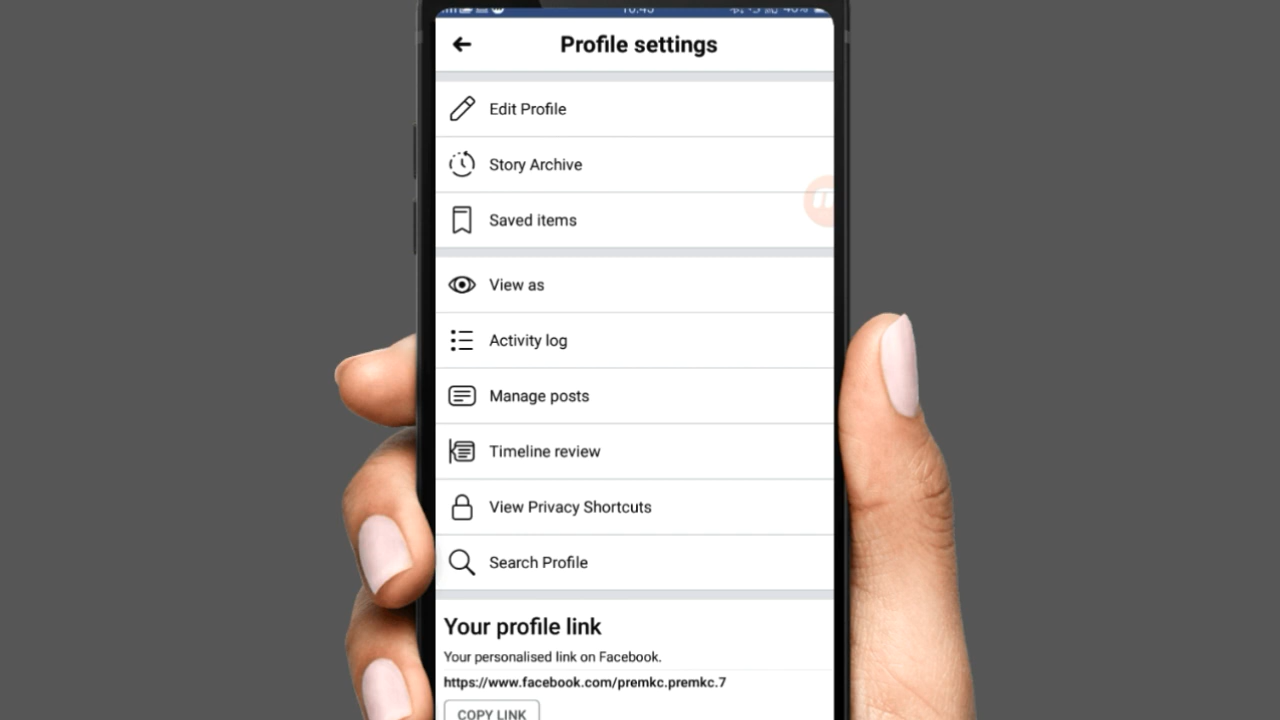 Profile settings
Edit Profile
Story Archive
Saved items
View as
Activity log
Manage posts
Timeline review
View Privacy Shortcuts
Search Profile
Your profile link
Your personalised link on Facebook.
https://www.facebook.com/premkc.premkc.7
COPY LINK